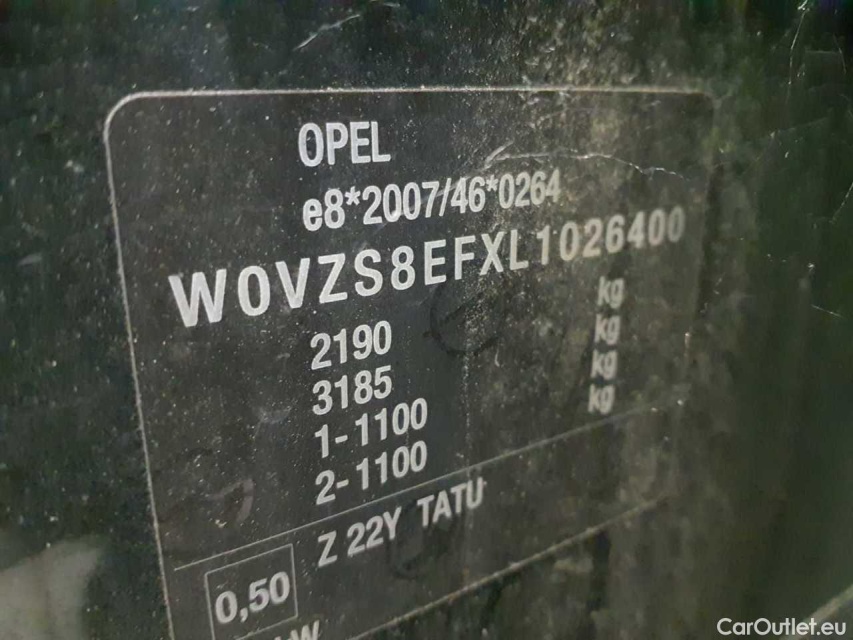 OPEL
e8*2007/46*0264
W0VZS8EFXL1026400
2190 kg
3185 kg
1-1100 kg
2-1100 kg
Z 22Y TATU
0,50
CarOutlet.eu